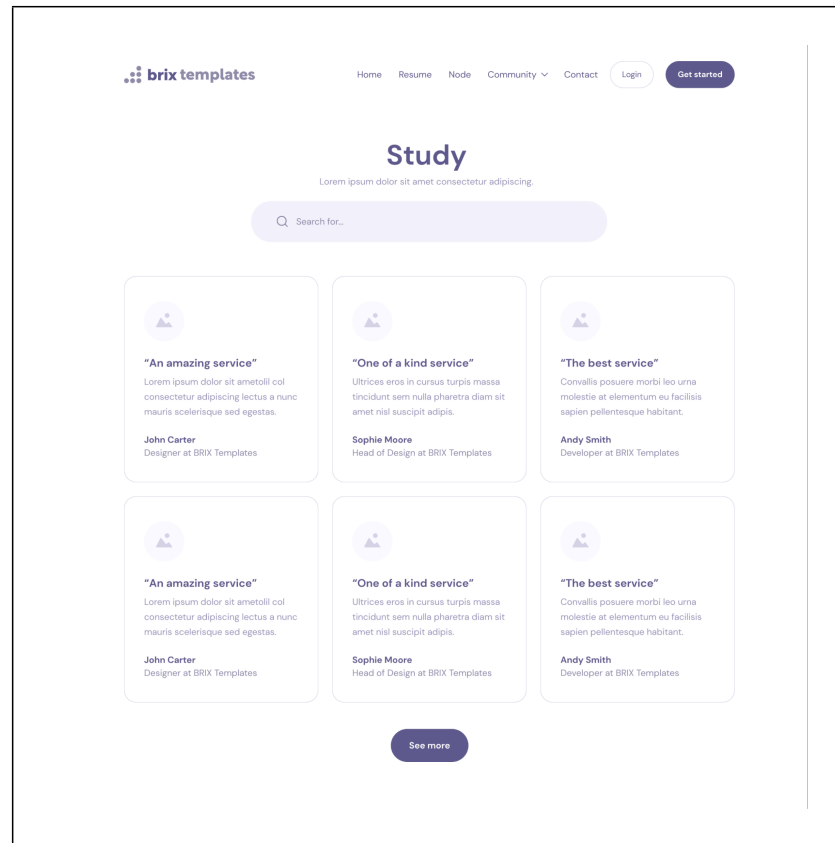 brix templates
Home Resume Node Community Contact Login Get started
Study
Lorem ipsum dolor sit amet consectetur adipiscing.
Search for...
“An amazing service”
Lorem ipsum dolor sit ametolil col
consectetur adipiscing lectus a nunc
mauris scelerisque sed egestas.
John Carter
Designer at BRIX Templates
“One of a kind service”
Ultrices eros in cursus turpis massa
tincidunt sem nulla pharetra diam sit
amet nisl suscipit adipis.
Sophie Moore
Head of Design at BRIX Templates
“The best service”
Convallis posuere morbi leo urna
molestie at elementum eu facilisis
sapien pellentesque habitant.
Andy Smith
Developer at BRIX Templates
“An amazing service”
Lorem ipsum dolor sit ametolil col
consectetur adipiscing lectus a nunc
mauris scelerisque sed egestas.
John Carter
Designer at BRIX Templates
“One of a kind service”
Ultrices eros in cursus turpis massa
tincidunt sem nulla pharetra diam sit
amet nisl suscipit adipis.
Sophie Moore
Head of Design at BRIX Templates
“The best service”
Convallis posuere morbi leo urna
molestie at elementum eu facilisis
sapien pellentesque habitant.
Andy Smith
Developer at BRIX Templates
See more